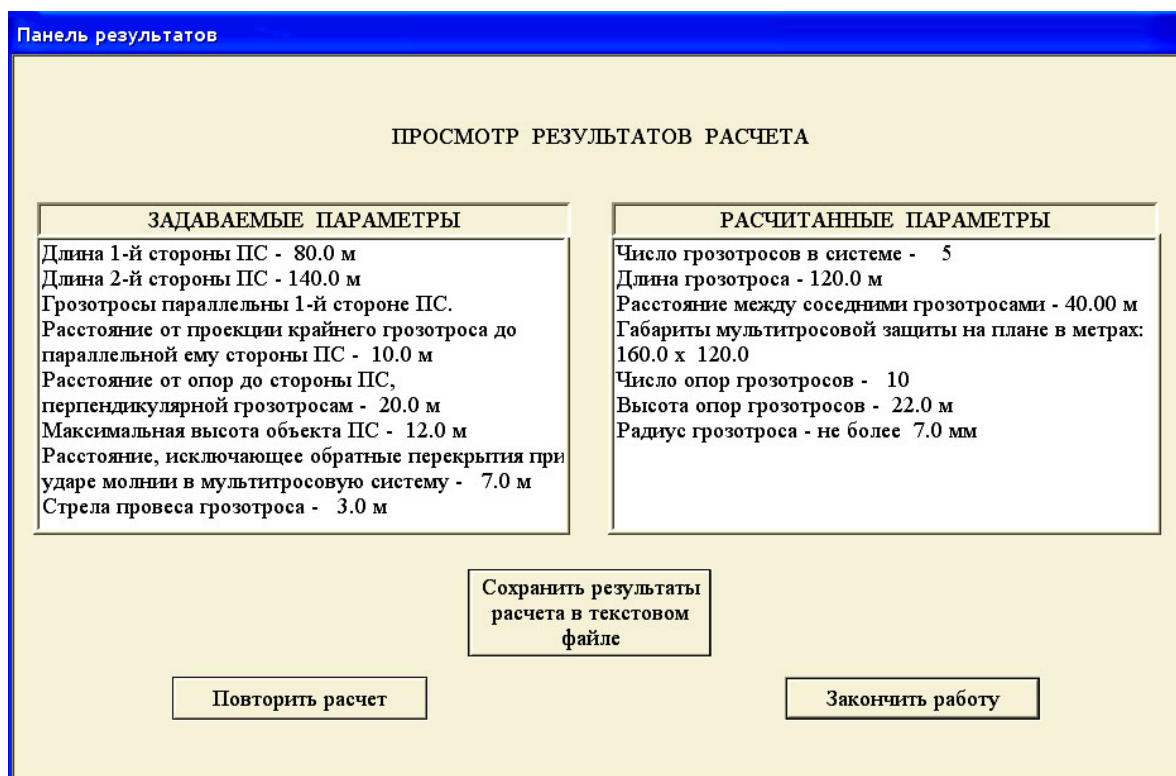 Панель результатов
ПРОСМОТР РЕЗУЛЬТАТОВ РАСЧЕТА
ЗАДАВАЕМЫЕ ПАРАМЕТРЫ
Длина 1-й стороны ПС - 80.0 м
Длина 2-й стороны ПС - 140.0 м
Грозотросы параллельны 1-й стороне ПС.
Расстояние от проекции крайнего грозотроса до
параллельной ему стороны ПС - 10.0 м
Расстояние от опор до стороны ПС,
перпендикулярной грозотросам - 20.0 м
Максимальная высота объекта ПС - 12.0 м
Расстояние, исключающее обратные перекрытия при
ударе молнии в мультитросовую систему - 7.0 м
Стрела провеса грозотроса - 3.0 м
РАСЧИТАННЫЕ ПАРАМЕТРЫ
Число грозотросов в системе - 5
Длина грозотроса - 120.0 м
Расстояние между соседними грозотросами - 40.00 м
Габариты мультитросовой защиты на плане в метрах:
160.0 x 120.0
Число опор грозотросов - 10
Высота опор грозотросов - 22.0 м
Радиус грозотроса - не более 7.0 мм
Сохранить результаты
расчета в текстовом
файле
Повторить расчет
Закончить работу